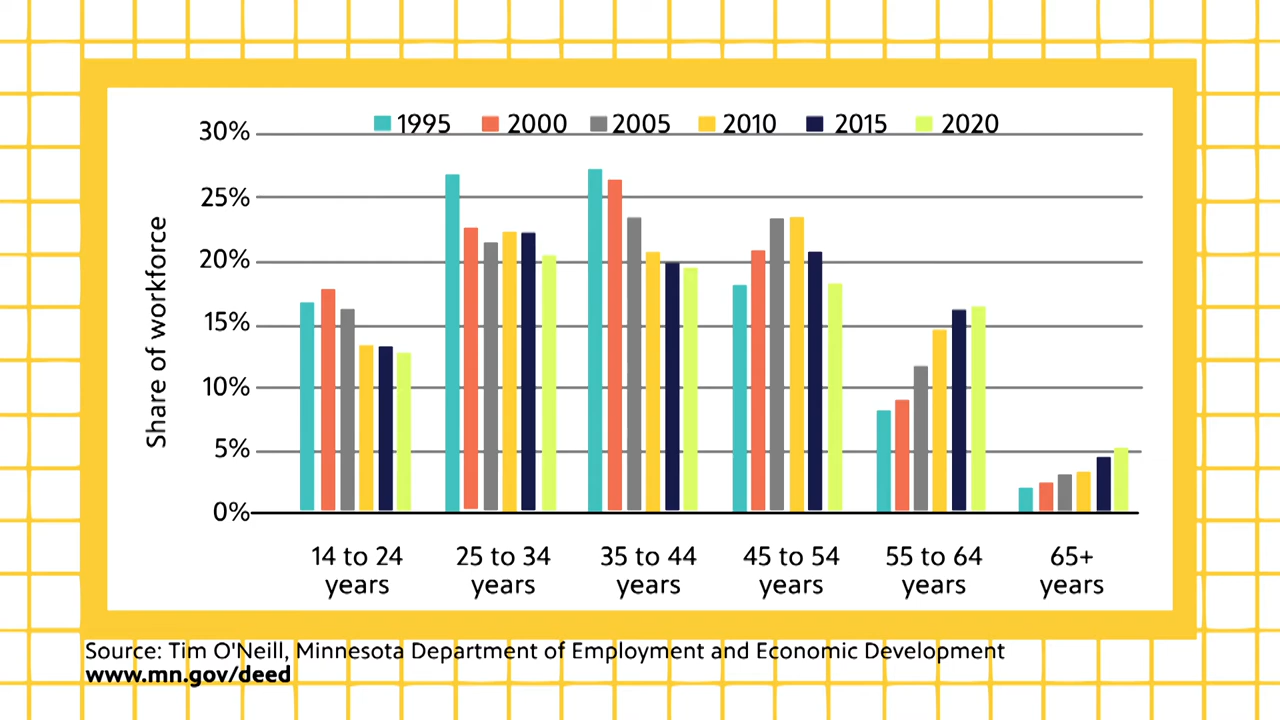 1995 2000 2005 2010 2015 2020
30%
25%
20%
15%
10%
5%
0%
Share of workforce
14 to 24 years
25 to 34 years
35 to 44 years
45 to 54 years
55 to 64 years
65+ years
Source: Tim O'Neill, Minnesota Department of Employment and Economic Development
www.mn.gov/deed